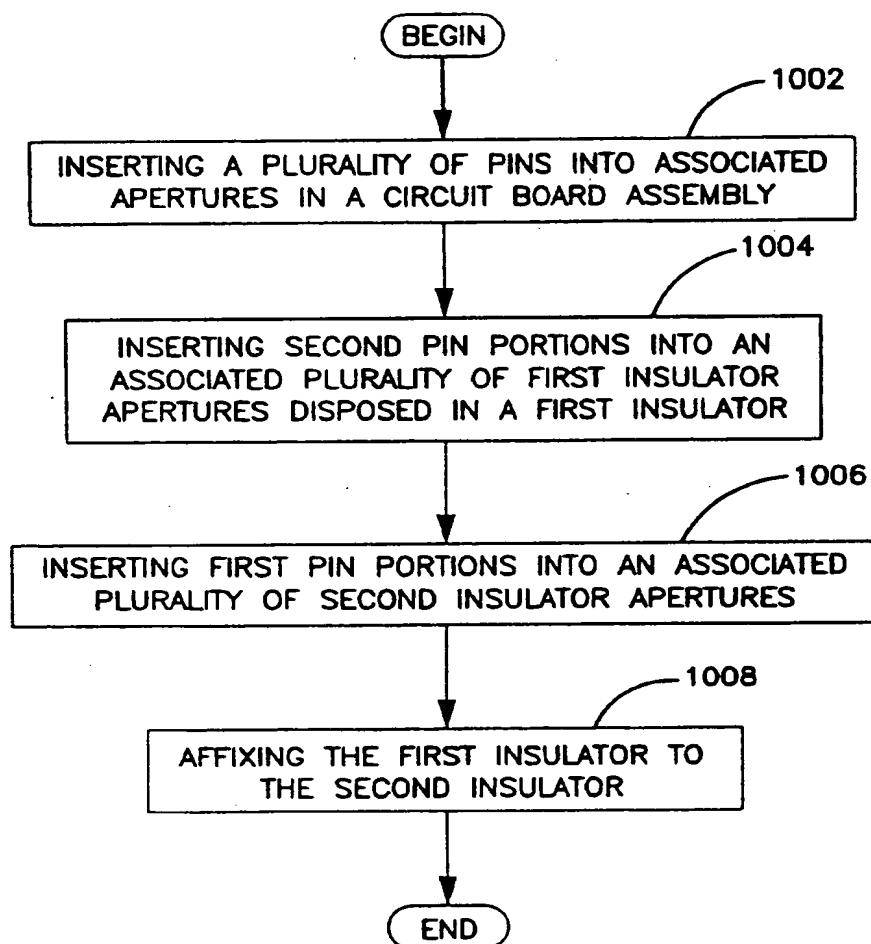 BEGIN
1002
INSERTING A PLURALITY OF PINS INTO ASSOCIATED
APERTURES IN A CIRCUIT BOARD ASSEMBLY
1004
INSERTING SECOND PIN PORTIONS INTO AN
ASSOCIATED PLURALITY OF FIRST INSULATOR
APERTURES DISPOSED IN A FIRST INSULATOR
1006
INSERTING FIRST PIN PORTIONS INTO AN ASSOCIATED
PLURALITY OF SECOND INSULATOR APERTURES
1008
AFFIXING THE FIRST INSULATOR TO
THE SECOND INSULATOR
END